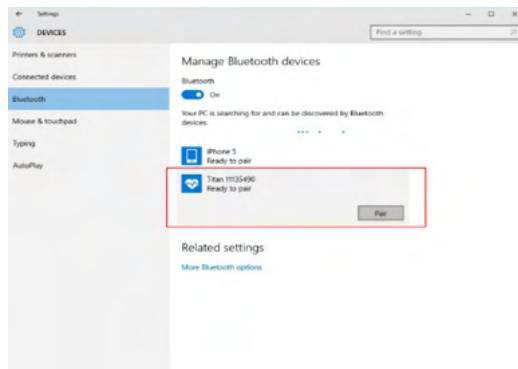 Settings
DEVICES
Find a setting
Printers & scanners
Connected devices
Bluetooth
Mouse & touchpad
Typing
AutoPlay
Manage Bluetooth devices
Bluetooth
On
Your PC is searching for and can be discovered by Bluetooth
devices.
iPhone 5
Ready to pair
Titan 11135490
Ready to pair
Pair
Related settings
More Bluetooth options